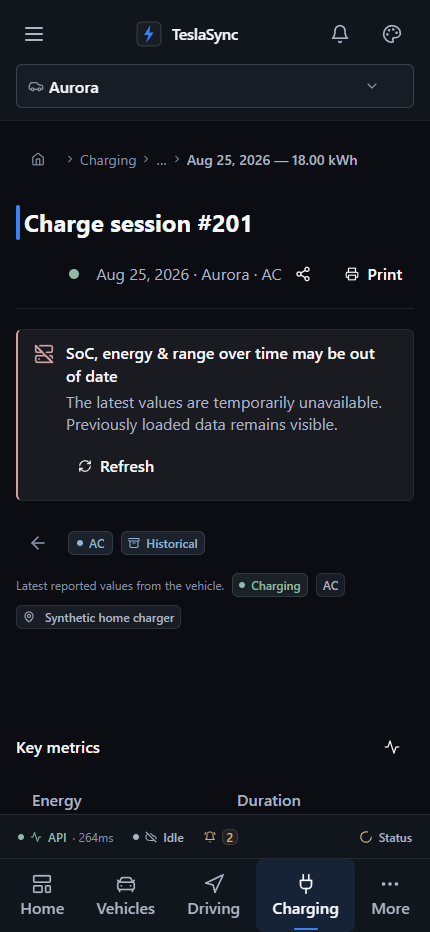 TeslaSync
Aurora
Charging
...
Aug 25, 2026 — 18.00 kWh
Charge session #201
Aug 25, 2026 · Aurora · AC
Print
SoC, energy & range over time may be out
of date
The latest values are temporarily unavailable.
Previously loaded data remains visible.
Refresh
AC
Historical
Latest reported values from the vehicle.
Charging
AC
Synthetic home charger
Key metrics
Energy
Duration
API · 264ms
Idle
2
Status
Home
Vehicles
Driving
Charging
More